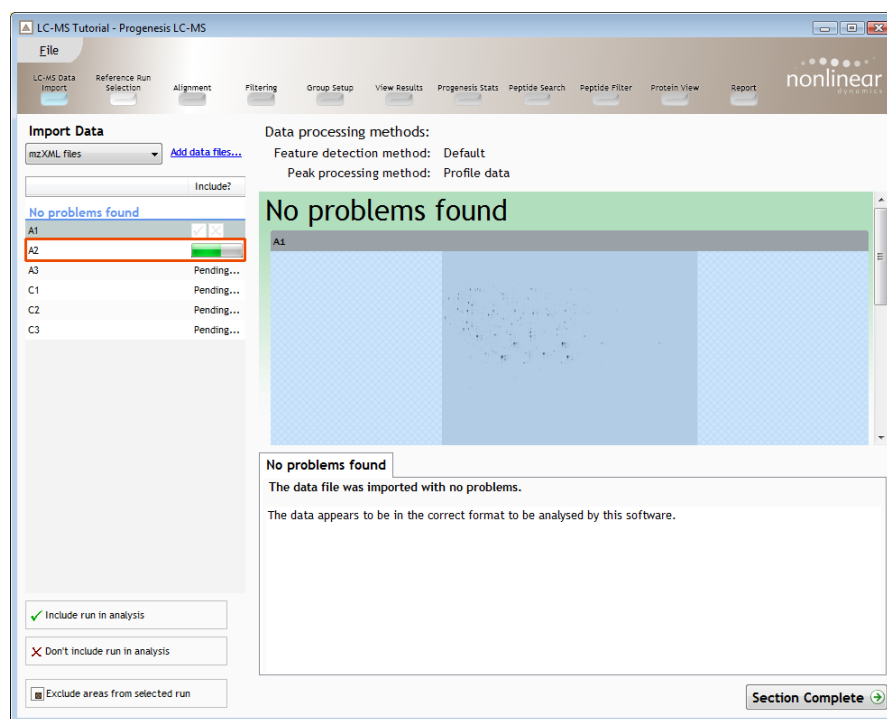 LC-MS Tutorial - Progenesis LC-MS
File
LC-MS Data Import
Reference Run Selection
Alignment
Filtering
Group Setup
View Results
Progenesis Stats
Peptide Search
Peptide Filter
Protein View
Report
nonlinear
dynamics
Import Data
mzXML files
Add data files...
Include?
No problems found
A1
A2
A3 Pending...
C1 Pending...
C2 Pending...
C3 Pending...
Include run in analysis
Don't include run in analysis
Exclude areas from selected run
Data processing methods:
Feature detection method: Default
Peak processing method: Profile data
No problems found
A1
No problems found
The data file was imported with no problems.
The data appears to be in the correct format to be analysed by this software.
Section Complete